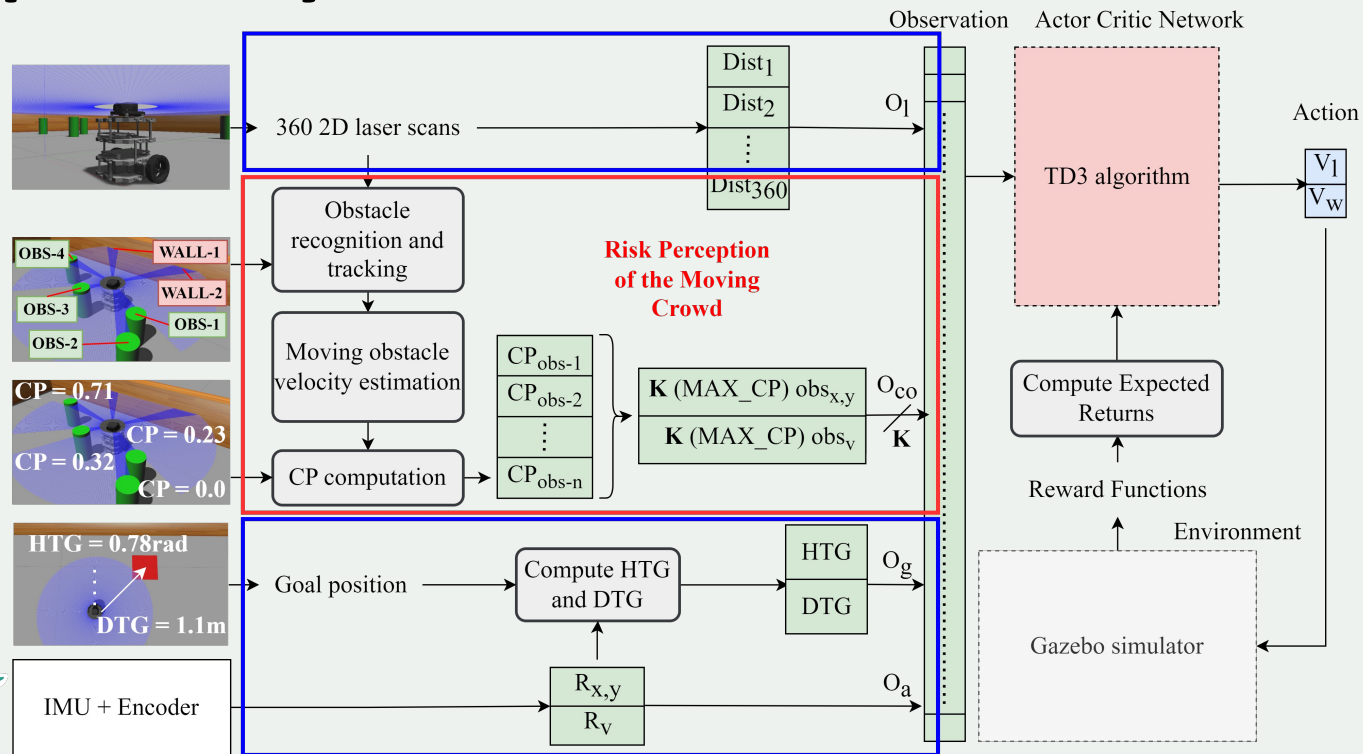 Observation
Actor Critic Network
360 2D laser scans
Dist1
Dist2
Dist360
Ol
TD3 algorithm
Action
Vl
Vw
Obstacle
recognition and
tracking
Risk Perception
of the Moving
Crowd
OBS-4
WALL-1
WALL-2
OBS-3
OBS-1
OBS-2
Moving obstacle
velocity estimation
CPobs-1
CPobs-2
CPobs-n
K (MAX_CP) obsx,y
K (MAX_CP) obsv
Oco
K
Compute Expected
Returns
CP = 0.71
CP = 0.23
CP = 0.32
CP = 0.0
CP computation
Reward Functions
Environment
HTG = 0.78rad
DTG = 1.1m
Goal position
Compute HTG
and DTG
HTG
DTG
Og
Gazebo simulator
IMU + Encoder
Rx,y
Rv
Oa